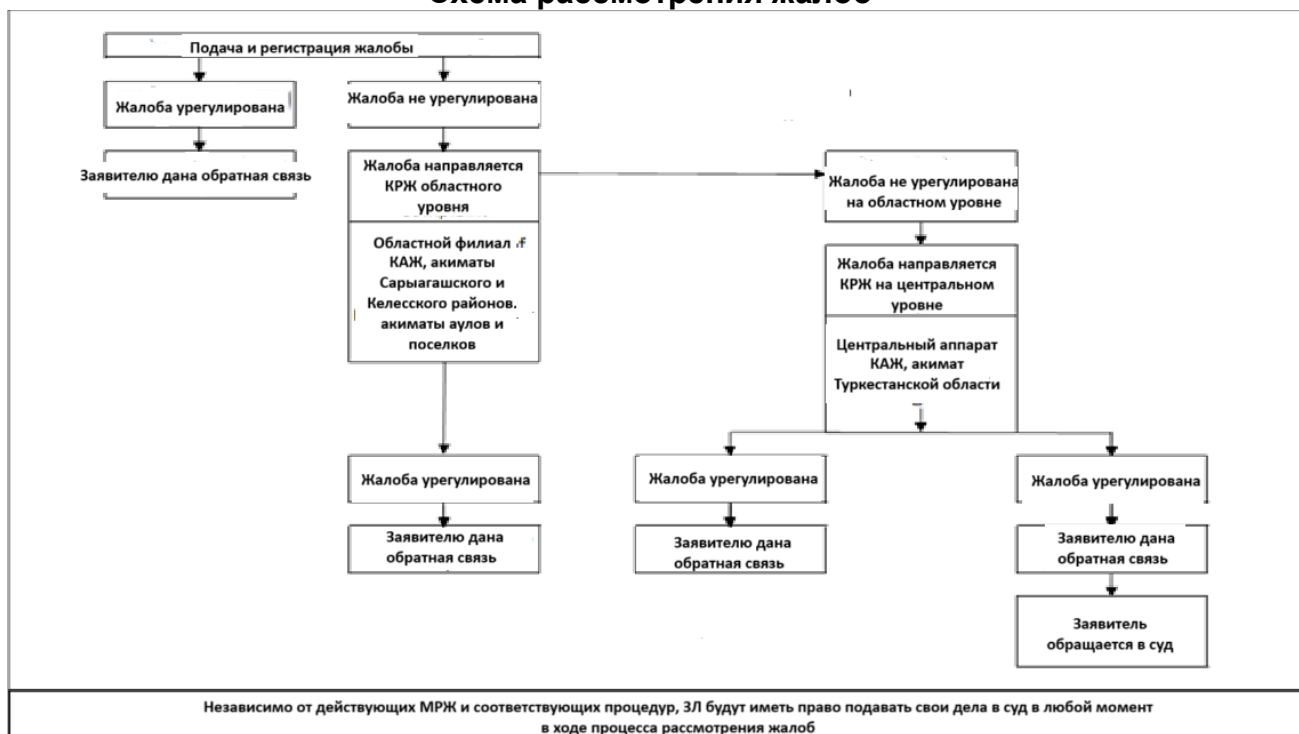 Схема рассмотрения жалоб
Подача и регистрация жалобы
Жалоба урегулирована
Заявителю дана обратная связь
Жалоба не урегулирована
Жалоба направляется
КРЖ областного
уровня
Областной филиал f
КАЖ, акиматы
Сарыагашского и
Келесского районов.
акиматы аулов и
поселков
Жалоба урегулирована
Заявителю дана
обратная связь
Жалоба не урегулирована
на областном уровне
Жалоба направляется
КРЖ на центральном
уровне
Центральный аппарат
КАЖ, акимат
Туркестанской области
Жалоба урегулирована
Заявителю дана
обратная связь
Жалоба урегулирована
Заявителю дана
обратная связь
Заявитель
обращается в суд
Независимо от действующих МРЖ и соответствующих процедур, ЗЛ будут иметь право подавать свои дела в суд в любой момент
в ходе процесса рассмотрения жалоб